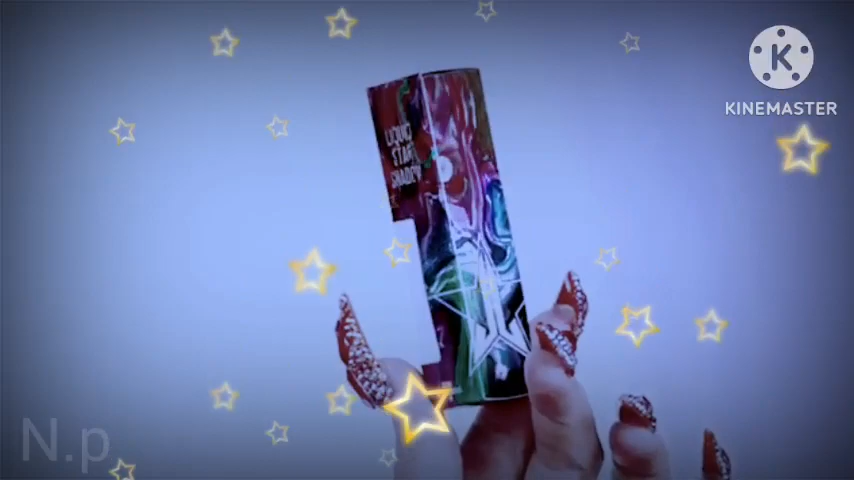 K
KINEMASTER
LIQUID
STAR
SHADOW
N.p